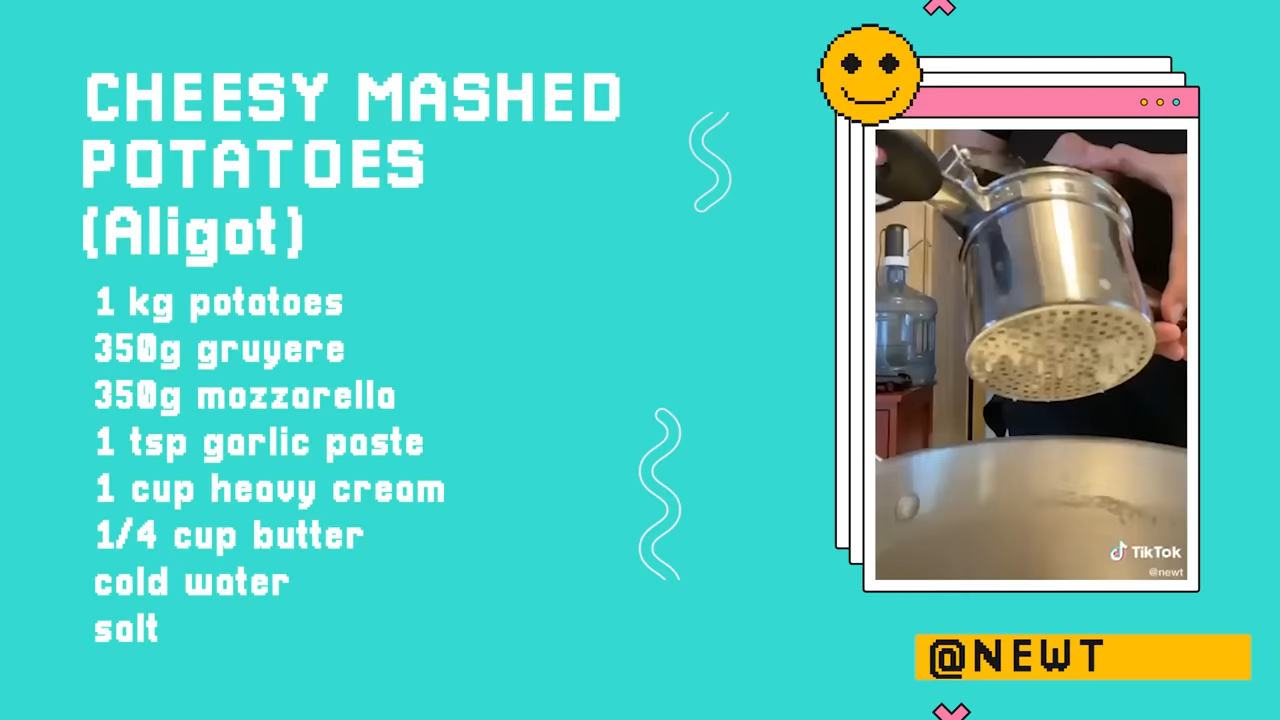 CHEESY MASHED
POTATOES
(Aligot)
1 kg potatoes
350g gruyere
350g mozzarella
1 tsp garlic paste
1 cup heavy cream
1/4 cup butter
cold water
salt
TikTok
@newt
@NEWT